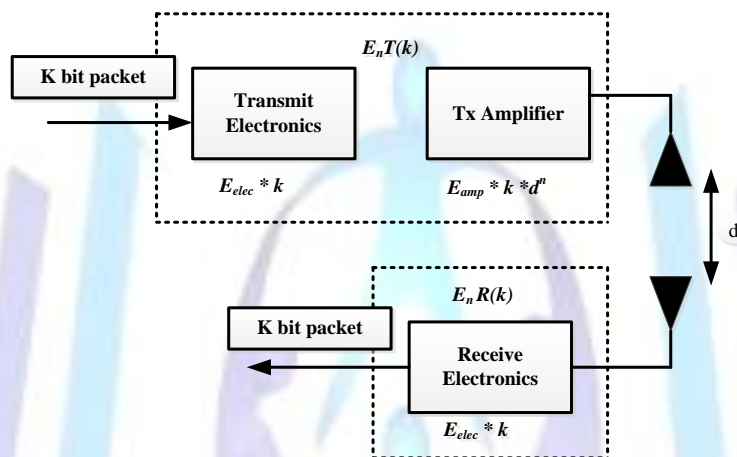 EnT(k)
K bit packet
Transmit
Electronics
Tx Amplifier
Eelec * k
Eamp * k *dⁿ
d
EnR(k)
K bit packet
Receive
Electronics
Eelec * k